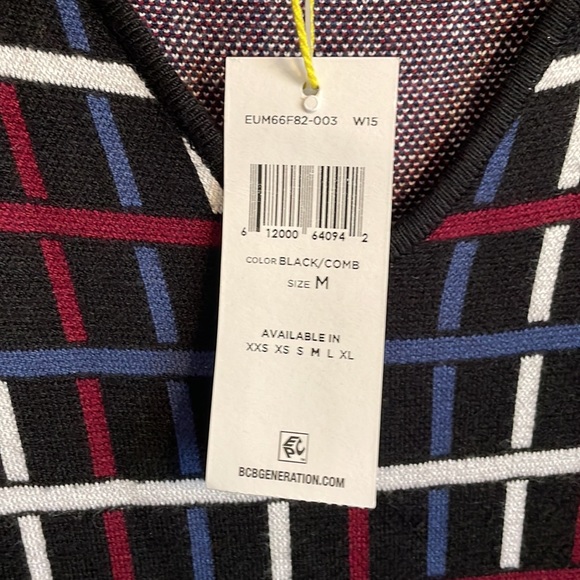 EUM66F82-003 W15
6 12000 64094 2
COLOR BLACK/COMB
SIZE M
AVAILABLE IN
XXS XS S M L XL
BCBGENERATION.COM